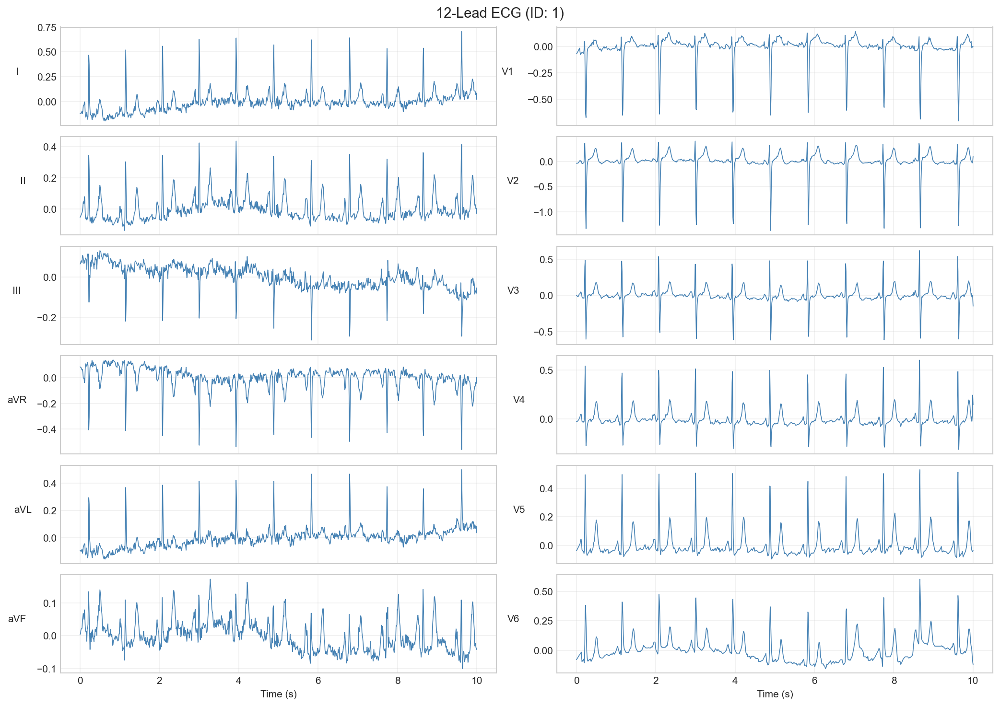 12-Lead ECG (ID: 1)
I
0.75
0.50
0.25
0.00
II
0.4
0.2
0.0
III
0.0
−0.2
aVR
0.0
−0.2
−0.4
aVL
0.4
0.2
0.0
aVF
0.1
0.0
−0.1
0 2 4 6 8 10
Time (s)
V1
0.00
−0.25
−0.50
V2
0.0
−0.5
−1.0
V3
0.5
0.0
−0.5
V4
0.5
0.0
V5
0.4
0.2
0.0
V6
0.50
0.25
0.00
0 2 4 6 8 10
Time (s)